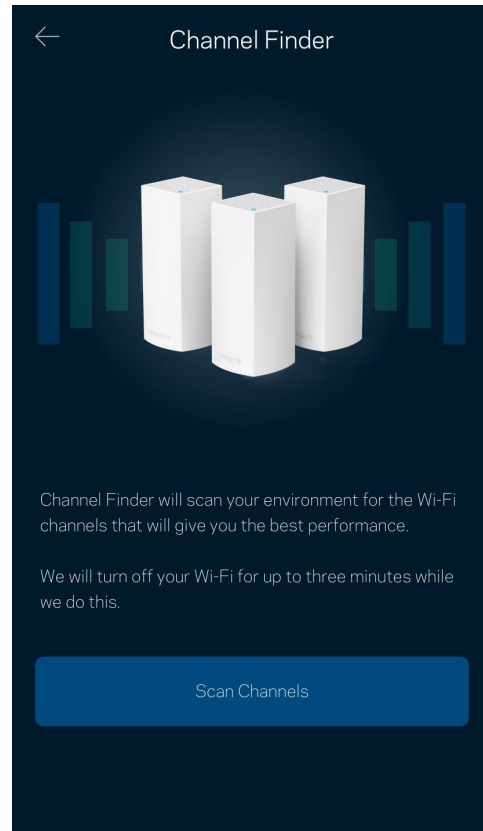 Channel Finder
Channel Finder will scan your environment for the Wi-Fi
channels that will give you the best performance.
We will turn off your Wi-Fi for up to three minutes while
we do this.
Scan Channels